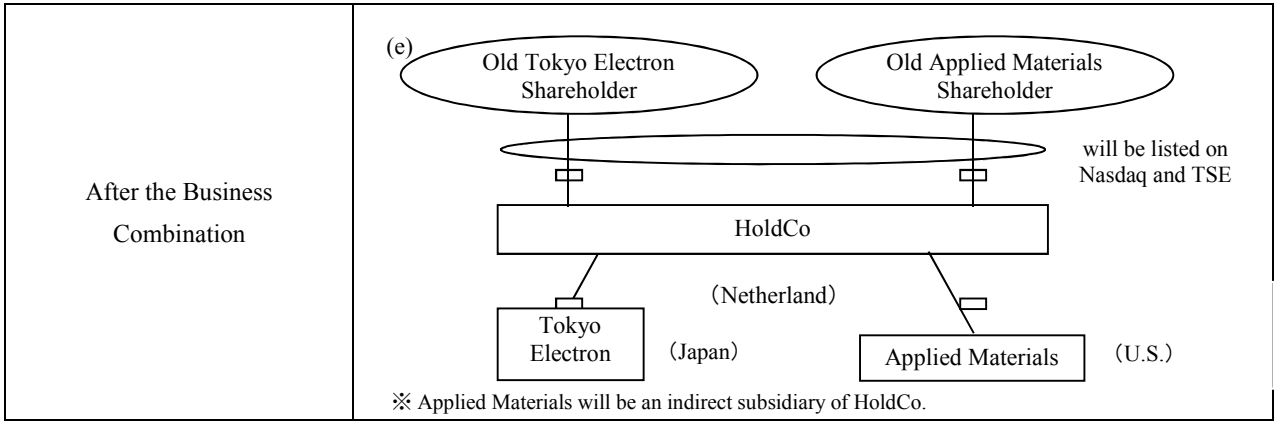 After the Business
Combination
(e)
Old Tokyo Electron
Shareholder
Old Applied Materials
Shareholder
will be listed on
Nasdaq and TSE
HoldCo
（Netherland）
Tokyo
Electron
（Japan）
Applied Materials
（U.S.）
※ Applied Materials will be an indirect subsidiary of HoldCo.